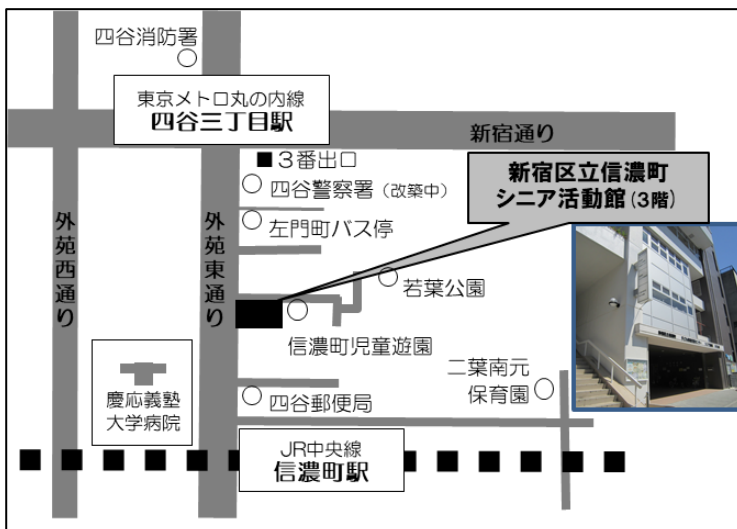 四谷消防署
東京メトロ丸の内線
四谷三丁目駅
新宿通り
■3番出口
四谷警察署（改築中）
左門町バス停
新宿区立信濃町
シニア活動館(3階)
外苑西通り
外苑東通り
若葉公園
信濃町児童遊園
二葉南元
保育園
慶応義塾
大学病院
四谷郵便局
JR中央線
信濃町駅